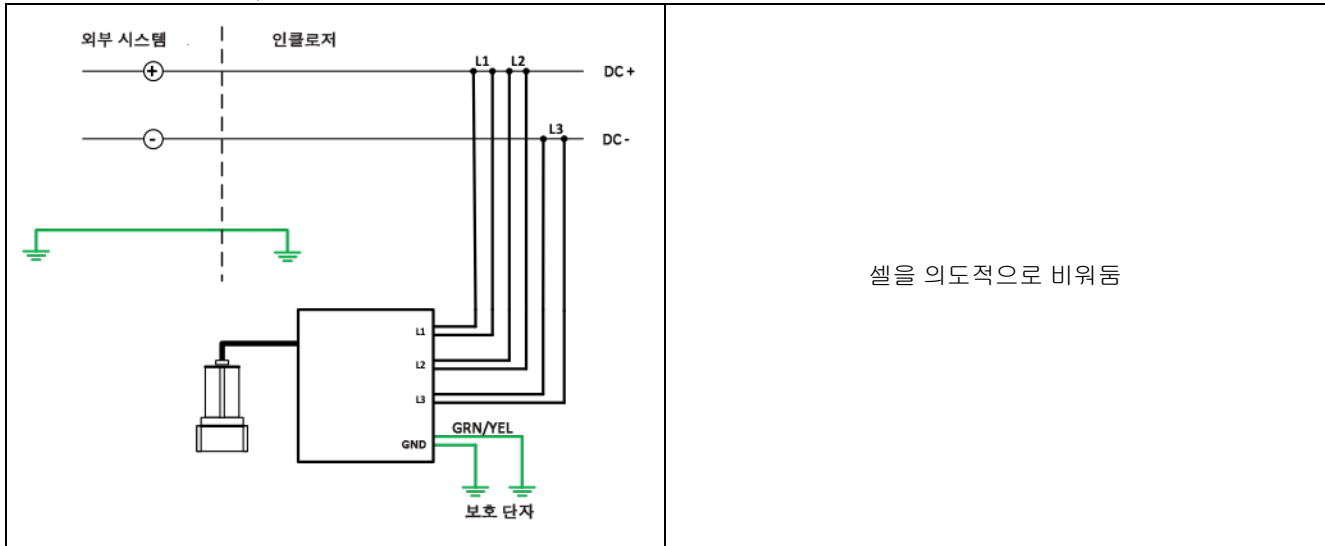 외부 시스템
인클로저
L1
L2
+
DC +
L3
-
DC -
셀을 의도적으로 비워둠
L1
L2
L3
GRN/YEL
GND
보호 단자